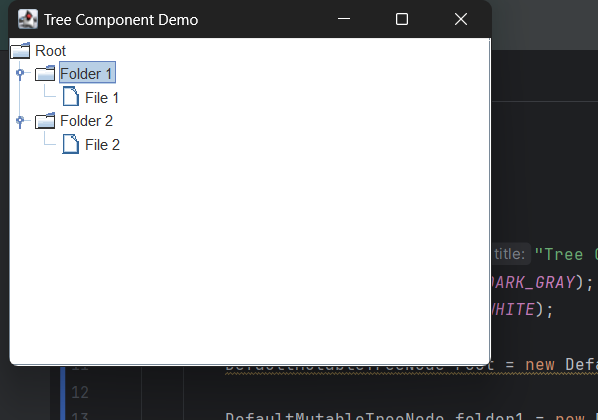 Tree Component Demo
Root
Folder 1
File 1
Folder 2
File 2
title: "Tree
DARK_GRAY);
WHITE);
11 DefaultMutableTreeNode root = new Defa
12
13 DefaultMutableTreeNode folder1 = new